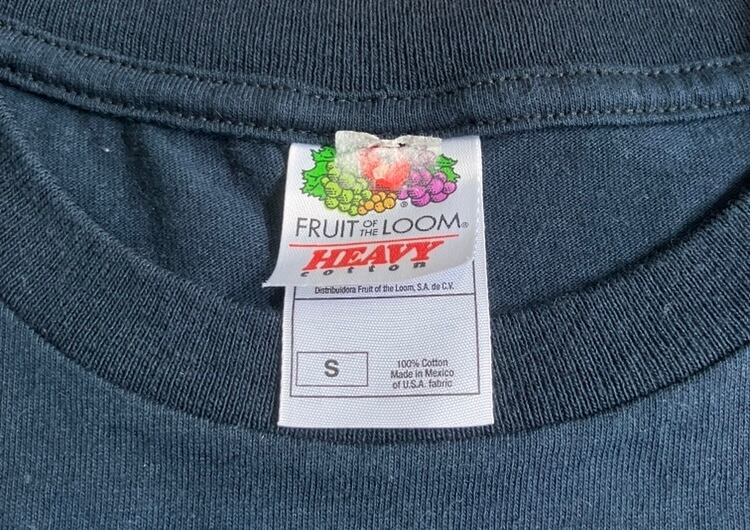 FRUIT OF THE LOOM®
HEAVY
cotton
Distribuidora Fruit of the Loom, S.A. de C.V.
S
100% Cotton
Made in Mexico
of U.S.A. fabric